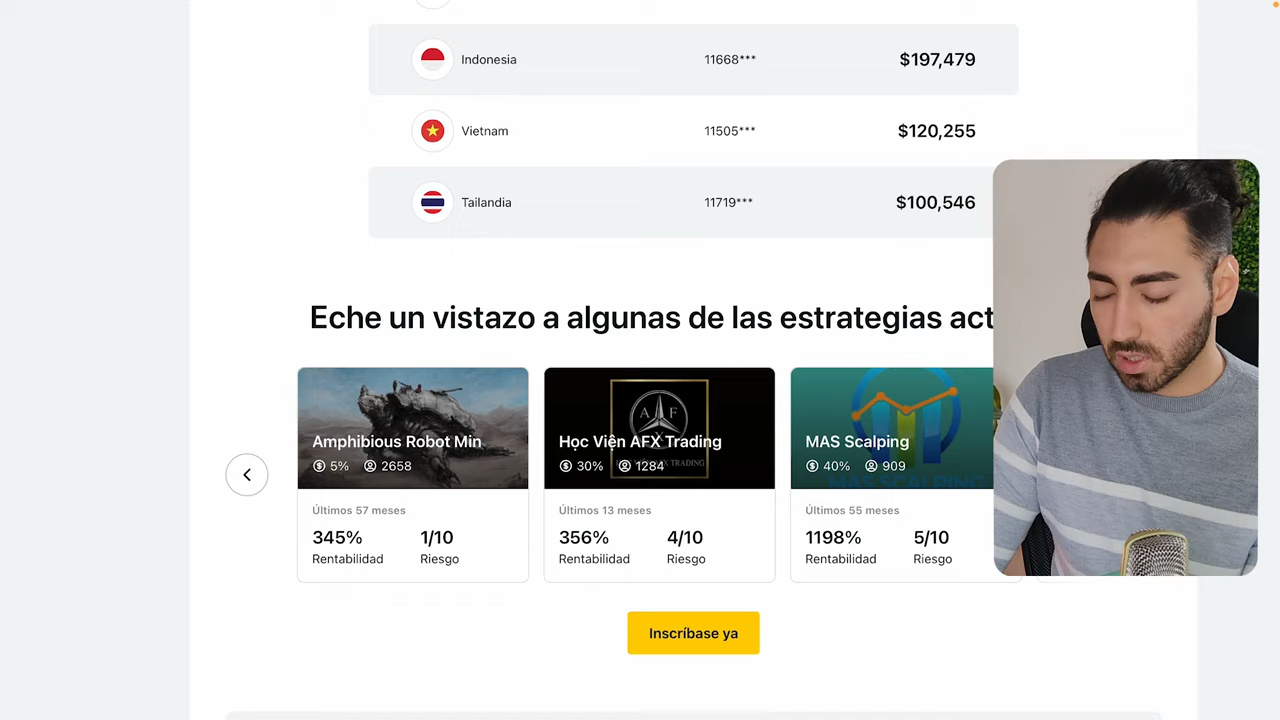 Indonesia 11668*** $197,479
Vietnam 11505*** $120,255
Tailandia 11719*** $100,546
Eche un vistazo a algunas de las estrategias act
A F
X
TRADING
Amphibious Robot Min
5% 2658
Học Viện AFX Trading
30% 1284
MAS Scalping
40% 909
MAS SCALPING
Últimos 57 meses
345% 1/10
Rentabilidad Riesgo
Últimos 13 meses
356% 4/10
Rentabilidad Riesgo
Últimos 55 meses
1198% 5/10
Rentabilidad Riesgo
Inscríbase ya